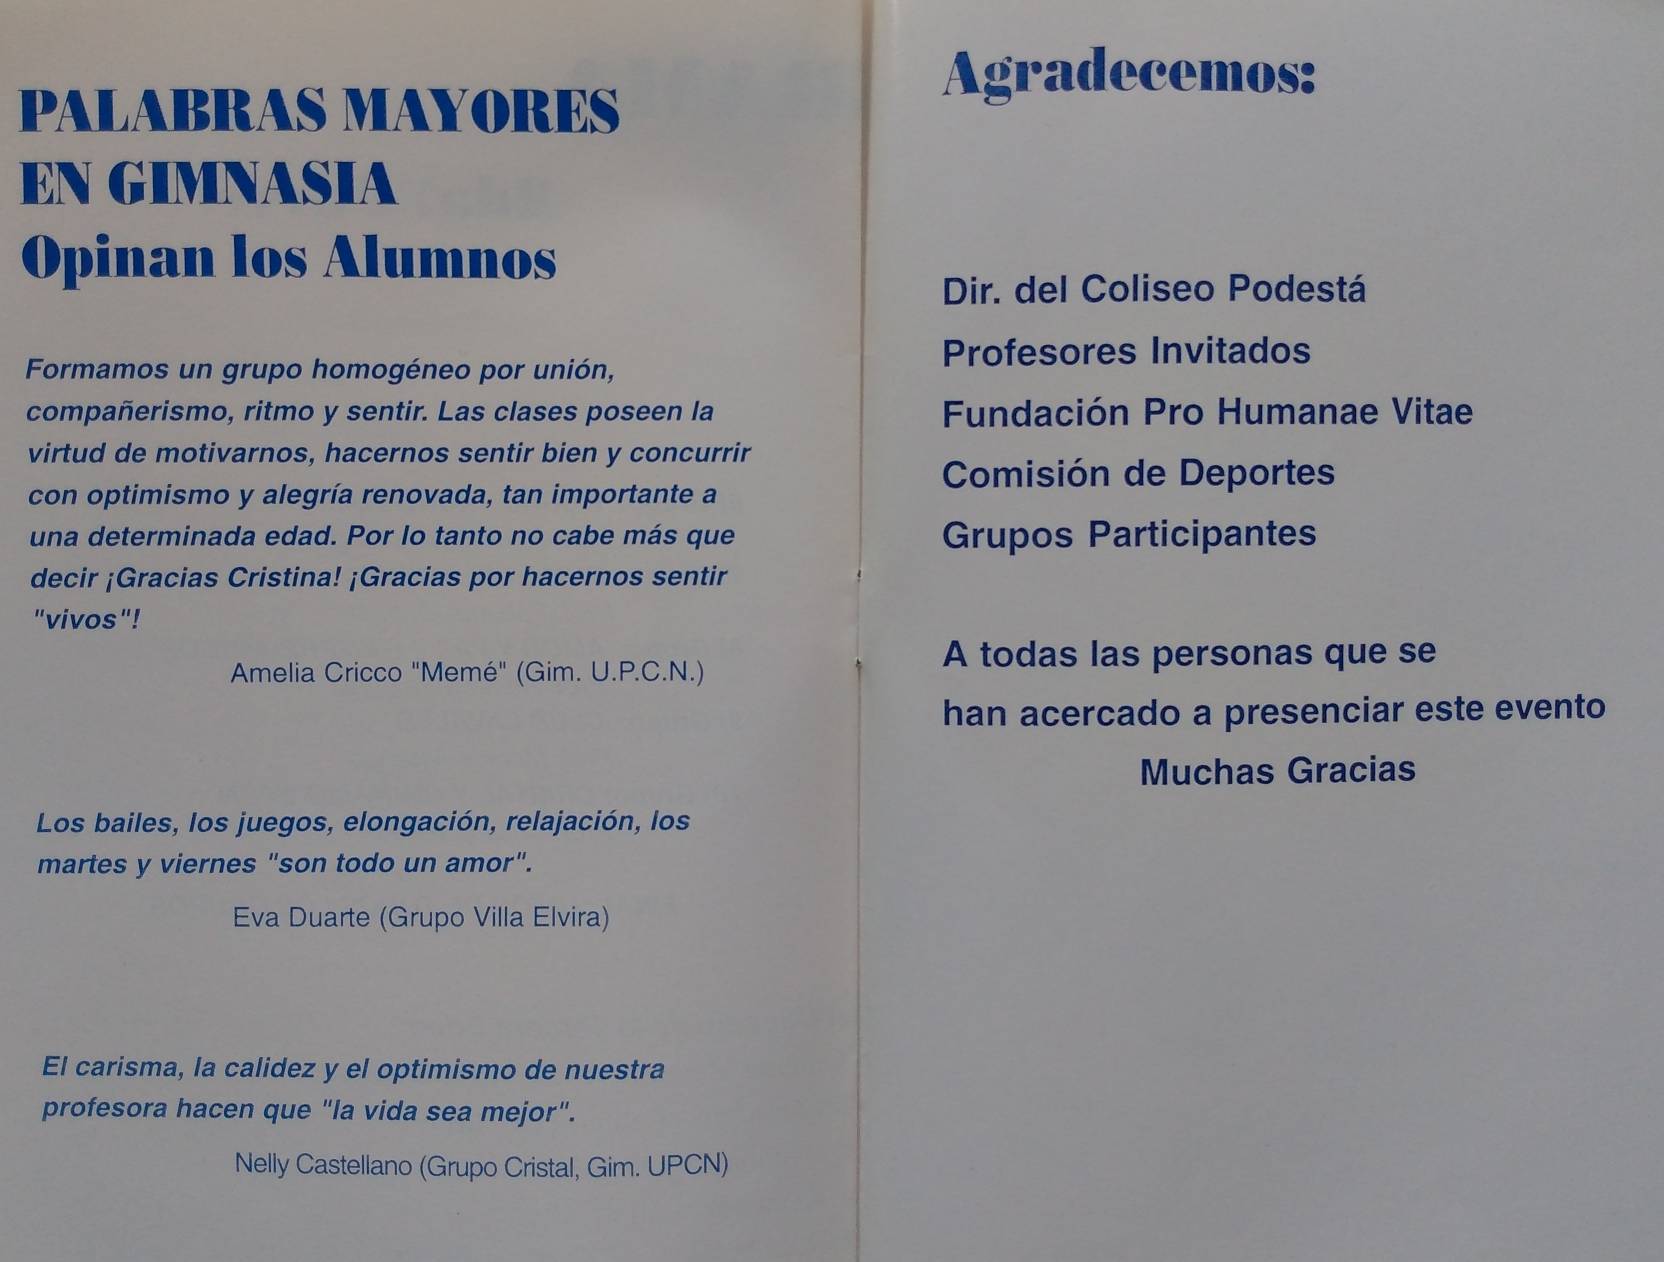 PALABRAS MAYORES
EN GIMNASIA
Opinan los Alumnos
Formamos un grupo homogéneo por unión,
compañerismo, ritmo y sentir. Las clases poseen la
virtud de motivarnos, hacernos sentir bien y concurrir
con optimismo y alegría renovada, tan importante a
una determinada edad. Por lo tanto no cabe más que
decir ¡Gracias Cristina! ¡Gracias por hacernos sentir
"vivos"!
Amelia Cricco "Memé" (Gim. U.P.C.N.)
Los bailes, los juegos, elongación, relajación, los
martes y viernes "son todo un amor".
Eva Duarte (Grupo Villa Elvira)
El carisma, la calidez y el optimismo de nuestra
profesora hacen que "la vida sea mejor".
Nelly Castellano (Grupo Cristal, Gim. UPCN)
Agradecemos:
Dir. del Coliseo Podestá
Profesores Invitados
Fundación Pro Humanae Vitae
Comisión de Deportes
Grupos Participantes
A todas las personas que se
han acercado a presenciar este evento
Muchas Gracias